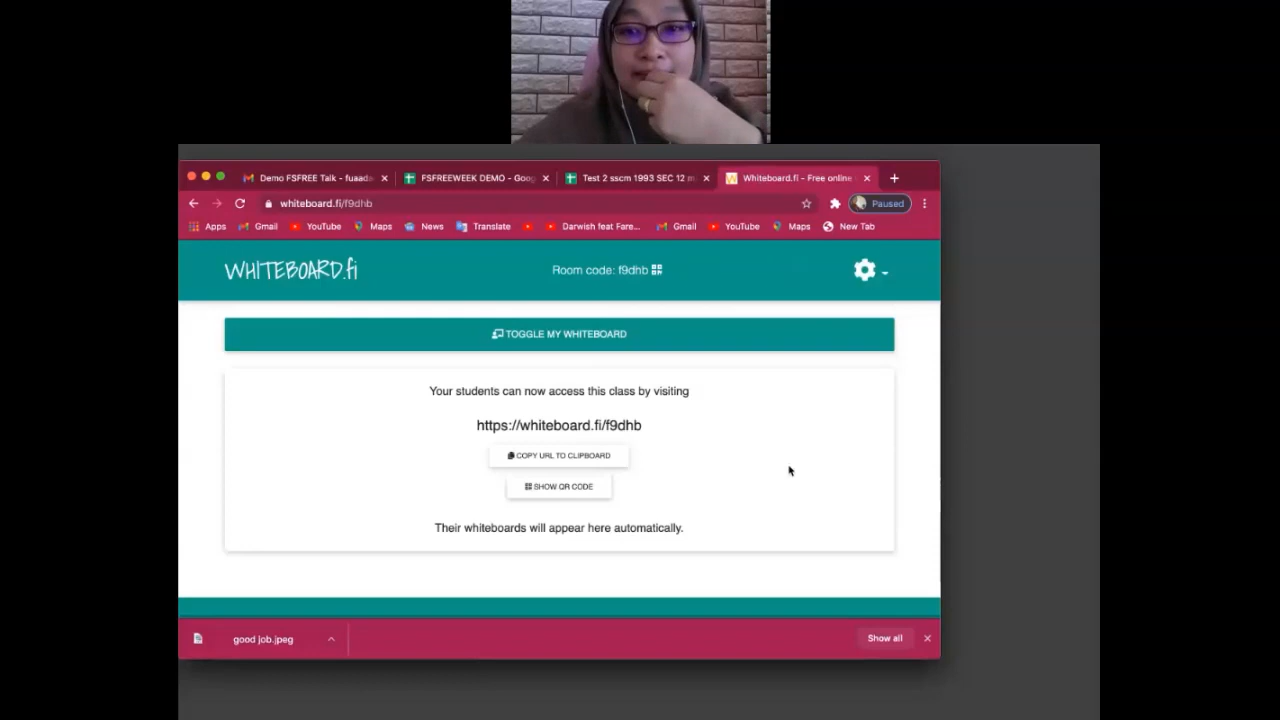 Demo FSFREE Talk - fuaada
FSFREEWEEK DEMO - Goog
Test 2 sscm 1993 SEC 12 m
Whiteboard.fi - Free online
whiteboard.fi/f9dhb
Paused
Apps Gmail YouTube Maps News Translate Darwish feat Fare... Gmail YouTube Maps New Tab
WHITEBOARD.fi
Room code: f9dhb
TOGGLE MY WHITEBOARD
Your students can now access this class by visiting
https://whiteboard.fi/f9dhb
COPY URL TO CLIPBOARD
SHOW QR CODE
Their whiteboards will appear here automatically.
good job.jpeg
Show all